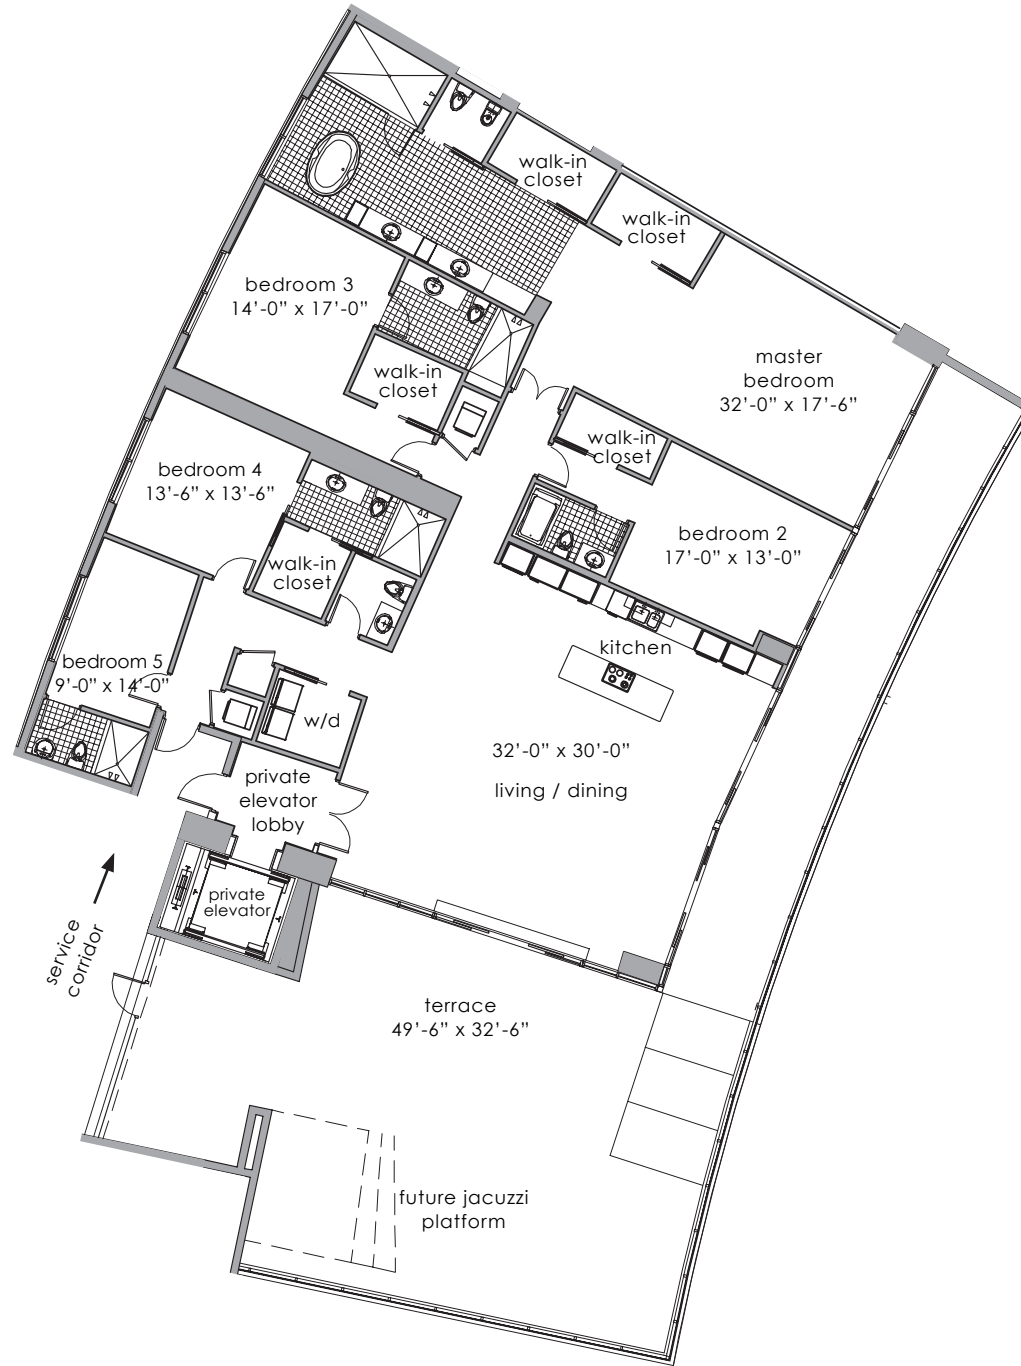 walk-in
closet
walk-in
closet
bedroom 3
14’-0” x 17’-0”
walk-in
closet
master
bedroom
32’-0” x 17’-6”
walk-in
closet
bedroom 4
13’-6” x 13’-6”
bedroom 2
17’-0” x 13’-0”
walk-in
closet
kitchen
bedroom 5
9’-0” x 14’-0”
w/d
32’-0” x 30’-0”
living / dining
private
elevator
lobby
private
elevator
service
corridor
terrace
49’-6” x 32’-6”
future jacuzzi
platform